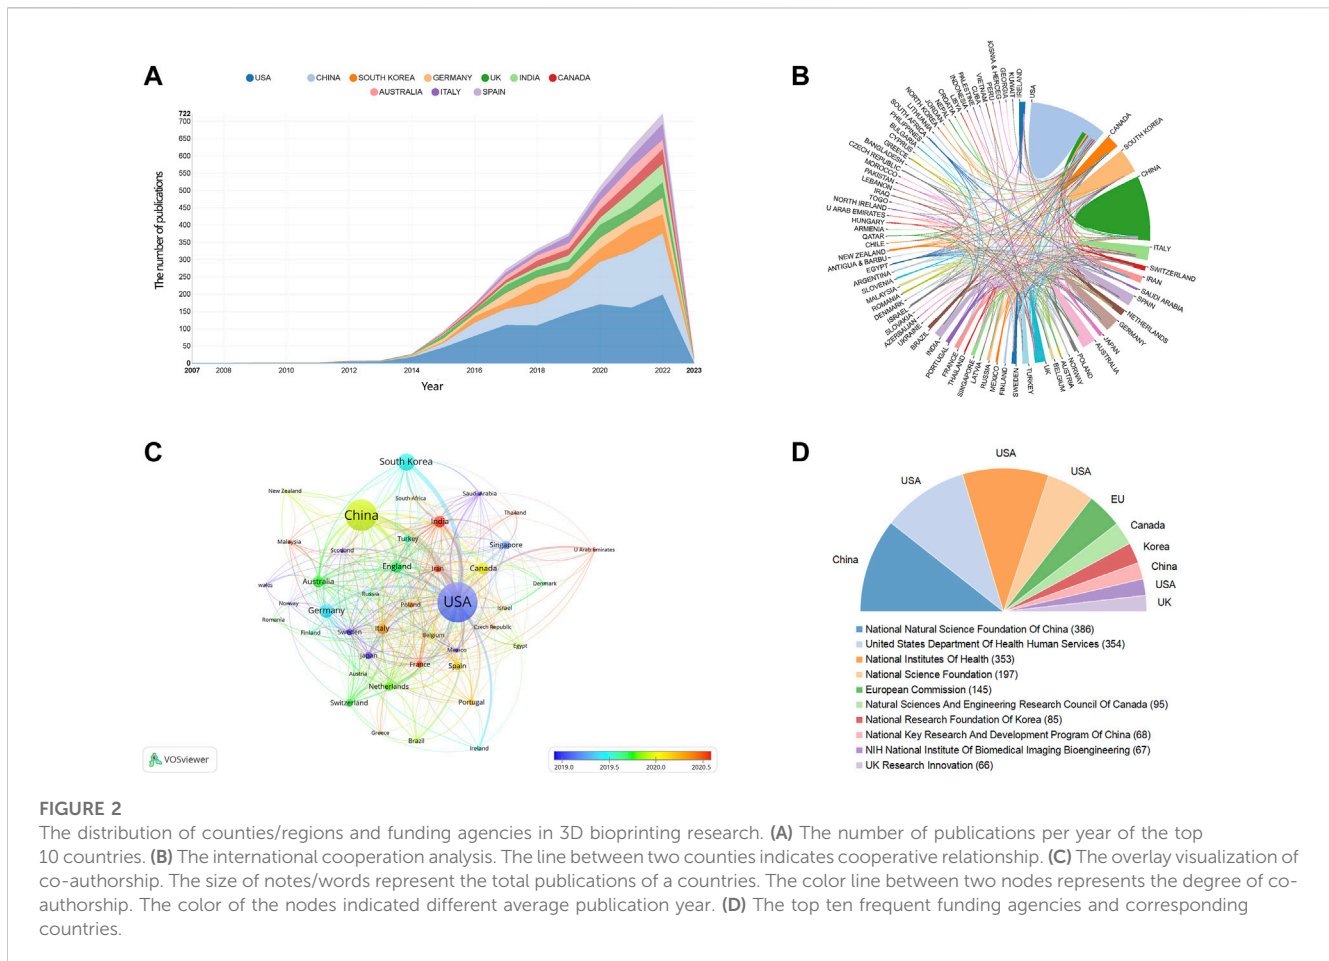 A
USA CHINA SOUTH KOREA GERMANY UK INDIA CANADA
AUSTRALIA ITALY SPAIN
The number of publications
722
700
650
600
550
500
450
400
350
300
250
200
150
100
50
0
2007 2008 2010 2012 2014 2016 2018 2020 2022 2023
Year
B
USA
CANADA
SOUTH KOREA
CHINA
ITALY
SWITZERLAND
IRAN
SAUDI ARABIA
SPAIN
NETHERLANDS
GERMANY
JAPAN
AUSTRALIA
POLAND
NORWAY
AUSTRIA
BELGIUM
UK
TURKEY
SWEDEN
FINLAND
MEXICO
RUSSIA
LATVIA
SINGAPORE
THAILAND
FRANCE
PORTUGAL
INDIA
BRAZIL
UKRAINE
AZERBAIJAN
SLOVAKIA
ISRAEL
DENMARK
ROMANIA
MALAYSIA
SLOVENIA
ARGENTINA
EGYPT
ANTIGUA & BARBU
NEW ZEALAND
CHILE
QATAR
ARMENIA
HUNGARY
U ARAB EMIRATES
NORTH IRELAND
TOGO
IRAQ
LEBANON
PAKISTAN
MOROCCO
CZECH REPUBLIC
BANGLADESH
GREECE
CYPRUS
BULGARIA
PHILIPPINES
SOUTH AFRICA
LITHUANIA
NORTH KOREA
JORDAN
NEPAL
CROATIA
LIBYA
INDONESIA
PALESTINE
CUBA
VIETNAM
PERU
BOSNIA & HERCEG
GEORGIA
KUWAIT
IRELAND
C
South Korea
New Zealand
South Africa
Saudi Arabia
China
India
Thailand
Turkey
Malaysia
Scotland
Singapore
U Arab Emirates
England
Iran
Canada
Australia
Denmark
wales
Russia
Norway
Germany
Poland
USA
Israel
Romania
Finland
Sweden
Italy
Belgium
Czech Republic
Mexico
Egypt
Japan
France
Spain
Austria
Netherlands
Switzerland
Portugal
Greece
Brazil
Ireland
VOSviewer
2019.0 2019.5 2020.0 2020.5
D
China
USA
USA
USA
EU
Canada
Korea
China
USA
UK
National Natural Science Foundation Of China (386)
United States Department Of Health Human Services (354)
National Institutes Of Health (353)
National Science Foundation (197)
European Commission (145)
Natural Sciences And Engineering Research Council Of Canada (95)
National Research Foundation Of Korea (85)
National Key Research And Development Program Of China (68)
NIH National Institute Of Biomedical Imaging Bioengineering (67)
UK Research Innovation (66)
FIGURE 2
The distribution of counties/regions and funding agencies in 3D bioprinting research. (A) The number of publications per year of the top
10 countries. (B) The international cooperation analysis. The line between two counties indicates cooperative relationship. (C) The overlay visualization of
co-authorship. The size of notes/words represent the total publications of a countries. The color line between two nodes represents the degree of co-
authorship. The color of the nodes indicated different average publication year. (D) The top ten frequent funding agencies and corresponding
countries.